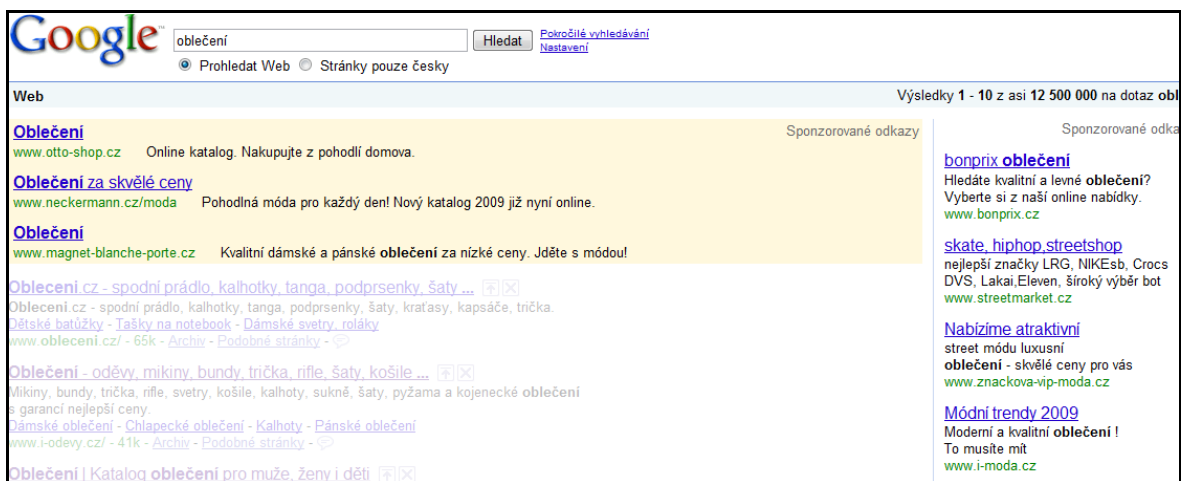 Google™ oblečení Hledat Pokročilé vyhledávání
Nastavení
Prohledat Web Stránky pouze česky
Web Výsledky 1 - 10 z asi 12 500 000 na dotaz obl
Sponzorované odkazy
Oblečení
www.otto-shop.cz Online katalog. Nakupujte z pohodlí domova.
Oblečení za skvělé ceny
www.neckermann.cz/moda Pohodlná móda pro každý den! Nový katalog 2009 již nyní online.
Oblečení
www.magnet-blanche-porte.cz Kvalitní dámské a pánské oblečení za nízké ceny. Jděte s módou!
Obleceni.cz - spodní prádlo, kalhotky, tanga, podprsenky, šaty ...
Obleceni.cz - spodní prádlo, kalhotky, tanga, podprsenky, šaty, kraťasy, kapsáče, trička.
Dětské batůžky - Tašky na notebook - Dámské svetry, roláky
www.obleceni.cz/ - 65k - Archiv - Podobné stránky -
Oblečení - oděvy, mikiny, bundy, trička, rifle, šaty, košile ...
Mikiny, bundy, trička, rifle, svetry, košile, kalhoty, sukně, šaty, pyžama a kojenecké oblečení
s garancí nejlepší ceny.
Dámské oblečení - Chlapecké oblečení - Kalhoty - Pánské oblečení
www.i-odevy.cz/ - 41k - Archiv - Podobné stránky -
Oblečení | Katalog oblečení pro muže, ženy i děti
Sponzorované odka
bonprix oblečení
Hledáte kvalitní a levné oblečení?
Vyberte si z naší online nabídky.
www.bonprix.cz
skate, hiphop,streetshop
nejlepší značky LRG, NIKEsb, Crocs
DVS, Lakai,Eleven, šíroký výběr bot
www.streetmarket.cz
Nabízíme atraktivní
street módu luxusní
oblečení - skvělé ceny pro vás
www.znackova-vip-moda.cz
Módní trendy 2009
Moderní a kvalitní oblečení !
To musíte mít
www.i-moda.cz